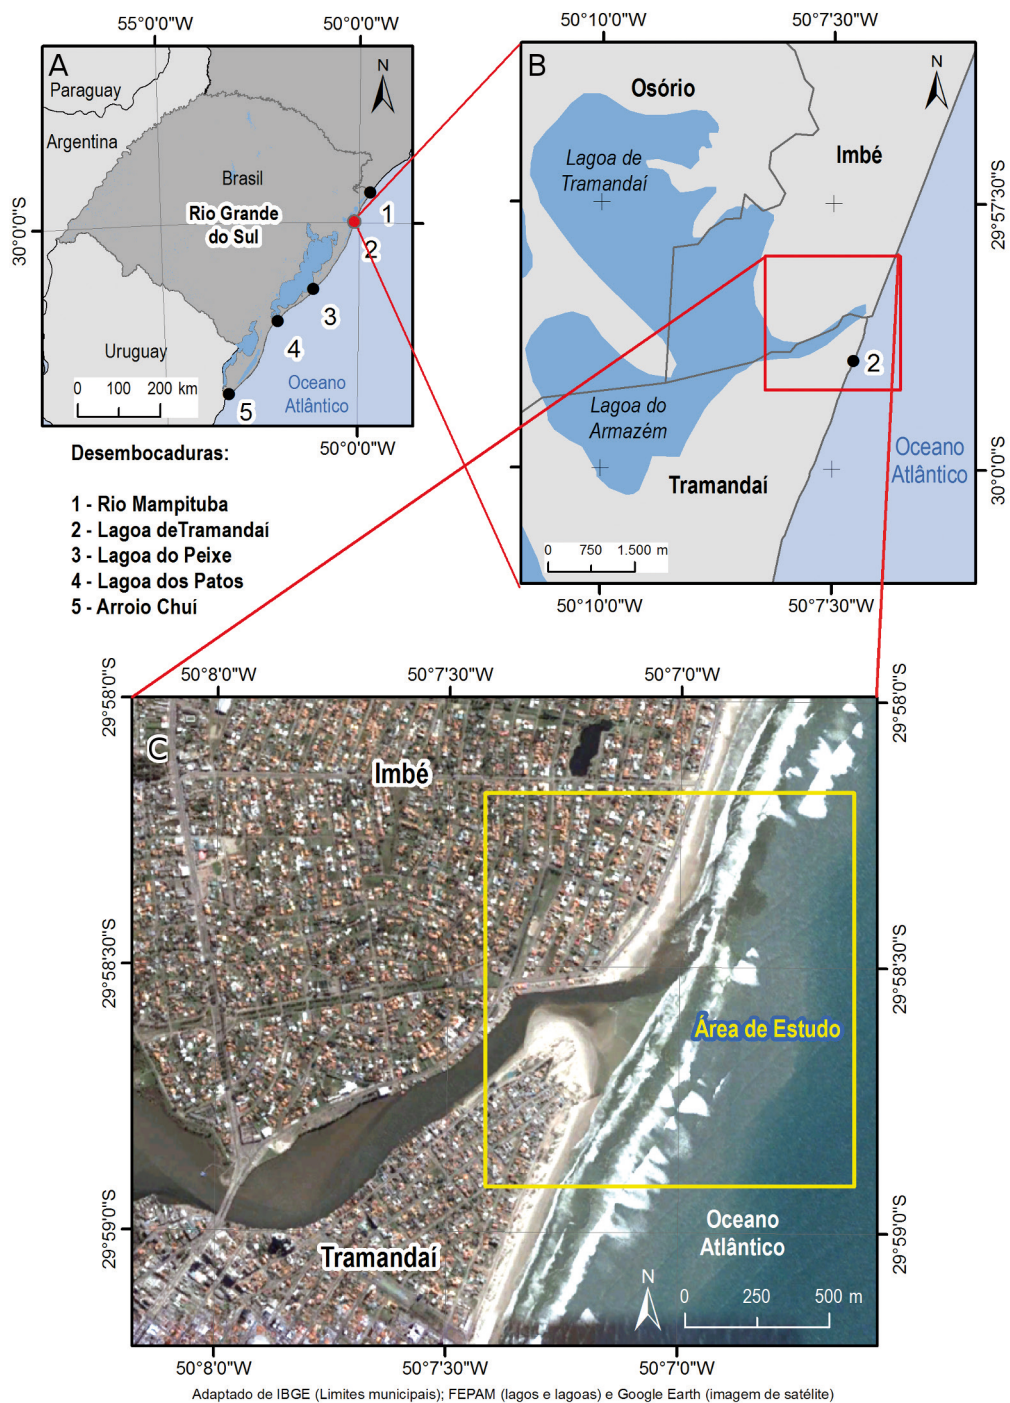 55°0'0"W
50°0'0"W
A
N
Paraguay
Argentina
Brasil
Rio Grande
do Sul
30°0'0"S
1
2
3
4
5
Uruguay
0 100 200 km
Oceano
Atlântico
50°0'0"W
Desembocaduras:
1 - Rio Mampituba
2 - Lagoa deTramandaí
3 - Lagoa do Peixe
4 - Lagoa dos Patos
5 - Arroio Chuí
50°10'0"W
50°7'30"W
B
N
Osório
Imbé
Lagoa de
Tramandaí
29°57'30"S
2
Lagoa do
Armazém
Oceano
Atlântico
Tramandaí
30°0'0"S
0 750 1.500 m
50°10'0"W
50°7'30"W
50°8'0"W
50°7'30"W
50°7'0"W
29°58'0"S
29°58'0"S
C
Imbé
29°58'30"S
29°58'30"S
Área de Estudo
29°59'0"S
29°59'0"S
Oceano
Atlântico
Tramandaí
N
0 250 500 m
50°8'0"W
50°7'30"W
50°7'0"W
Adaptado de IBGE (Limites municipais); FEPAM (lagos e lagoas) e Google Earth (imagem de satélite)